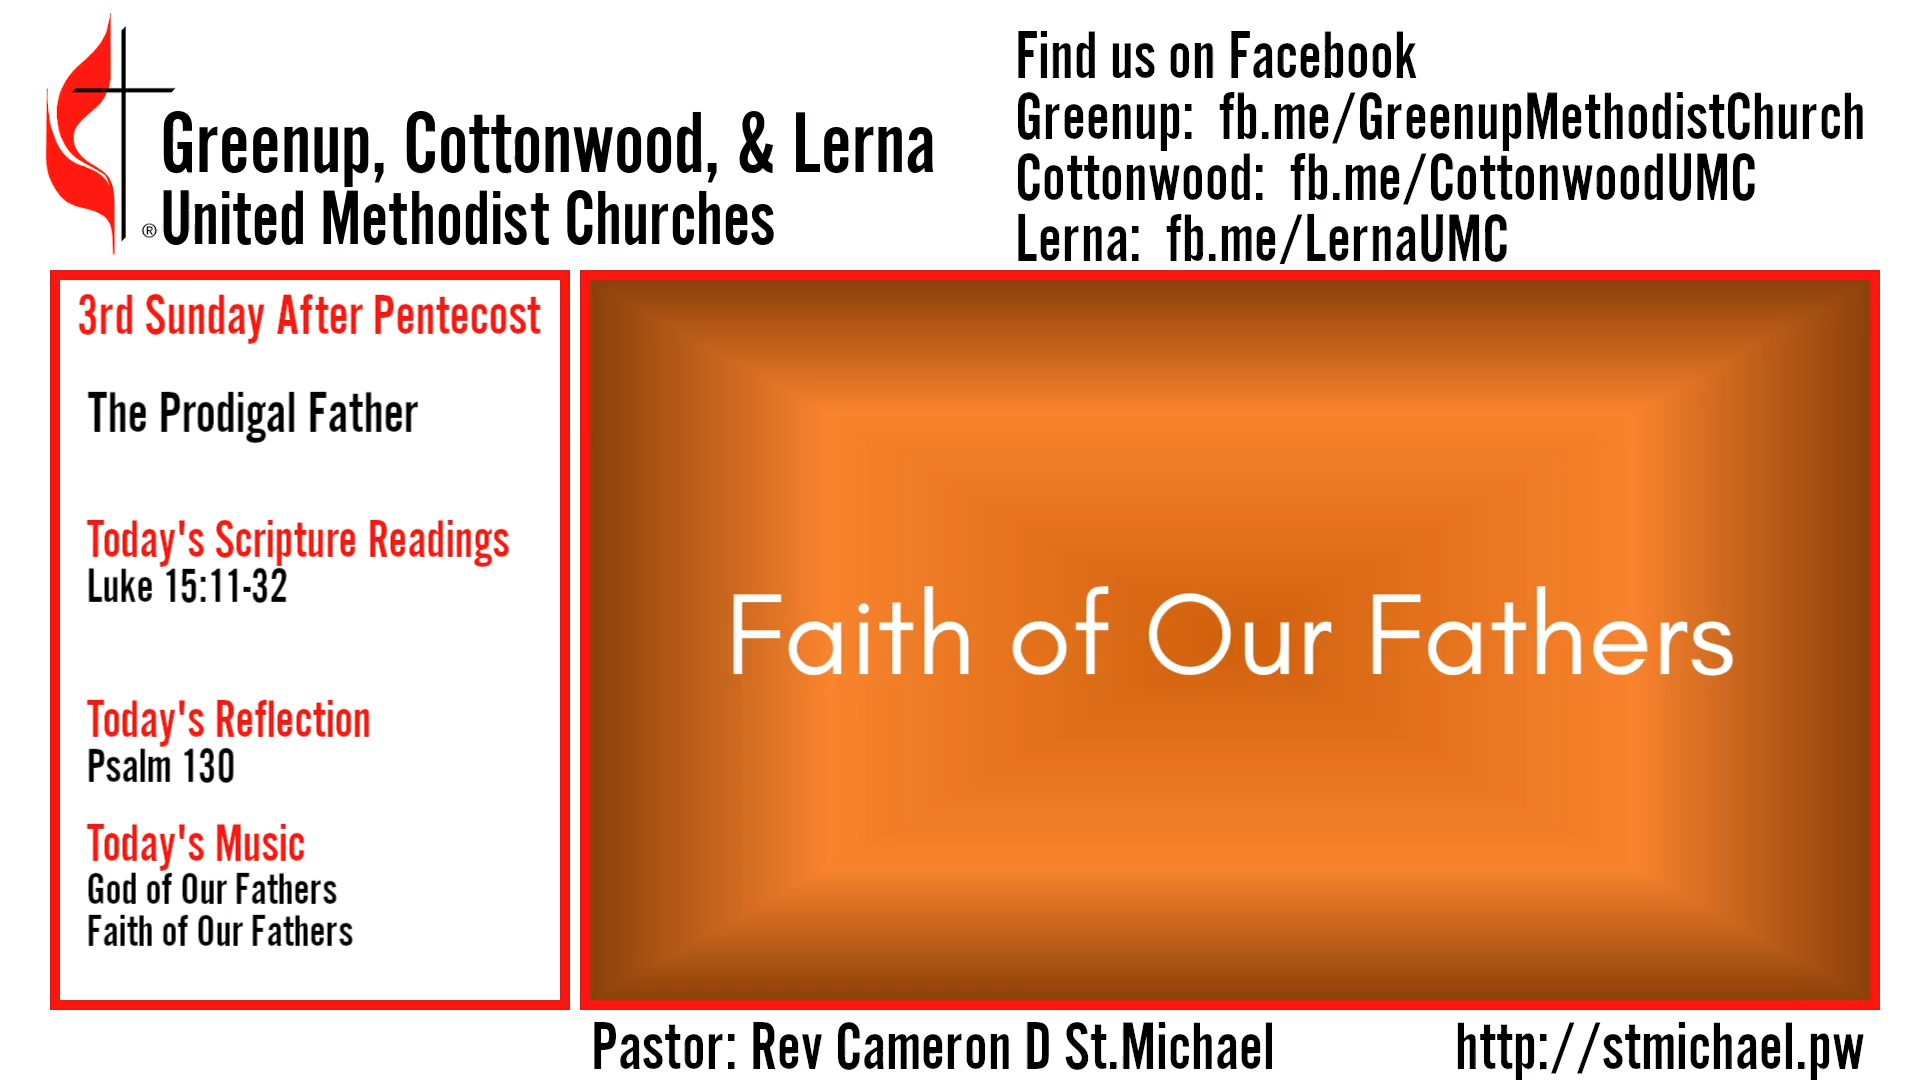 Greenup, Cottonwood, & Lerna
® United Methodist Churches
Find us on Facebook
Greenup: fb.me/GreenupMethodistChurch
Cottonwood: fb.me/CottonwoodUMC
Lerna: fb.me/LernaUMC
3rd Sunday After Pentecost
The Prodigal Father
Today's Scripture Readings
Luke 15:11-32
Today's Reflection
Psalm 130
Today's Music
God of Our Fathers
Faith of Our Fathers
Faith of Our Fathers
Pastor: Rev Cameron D St.Michael
http://stmichael.pw